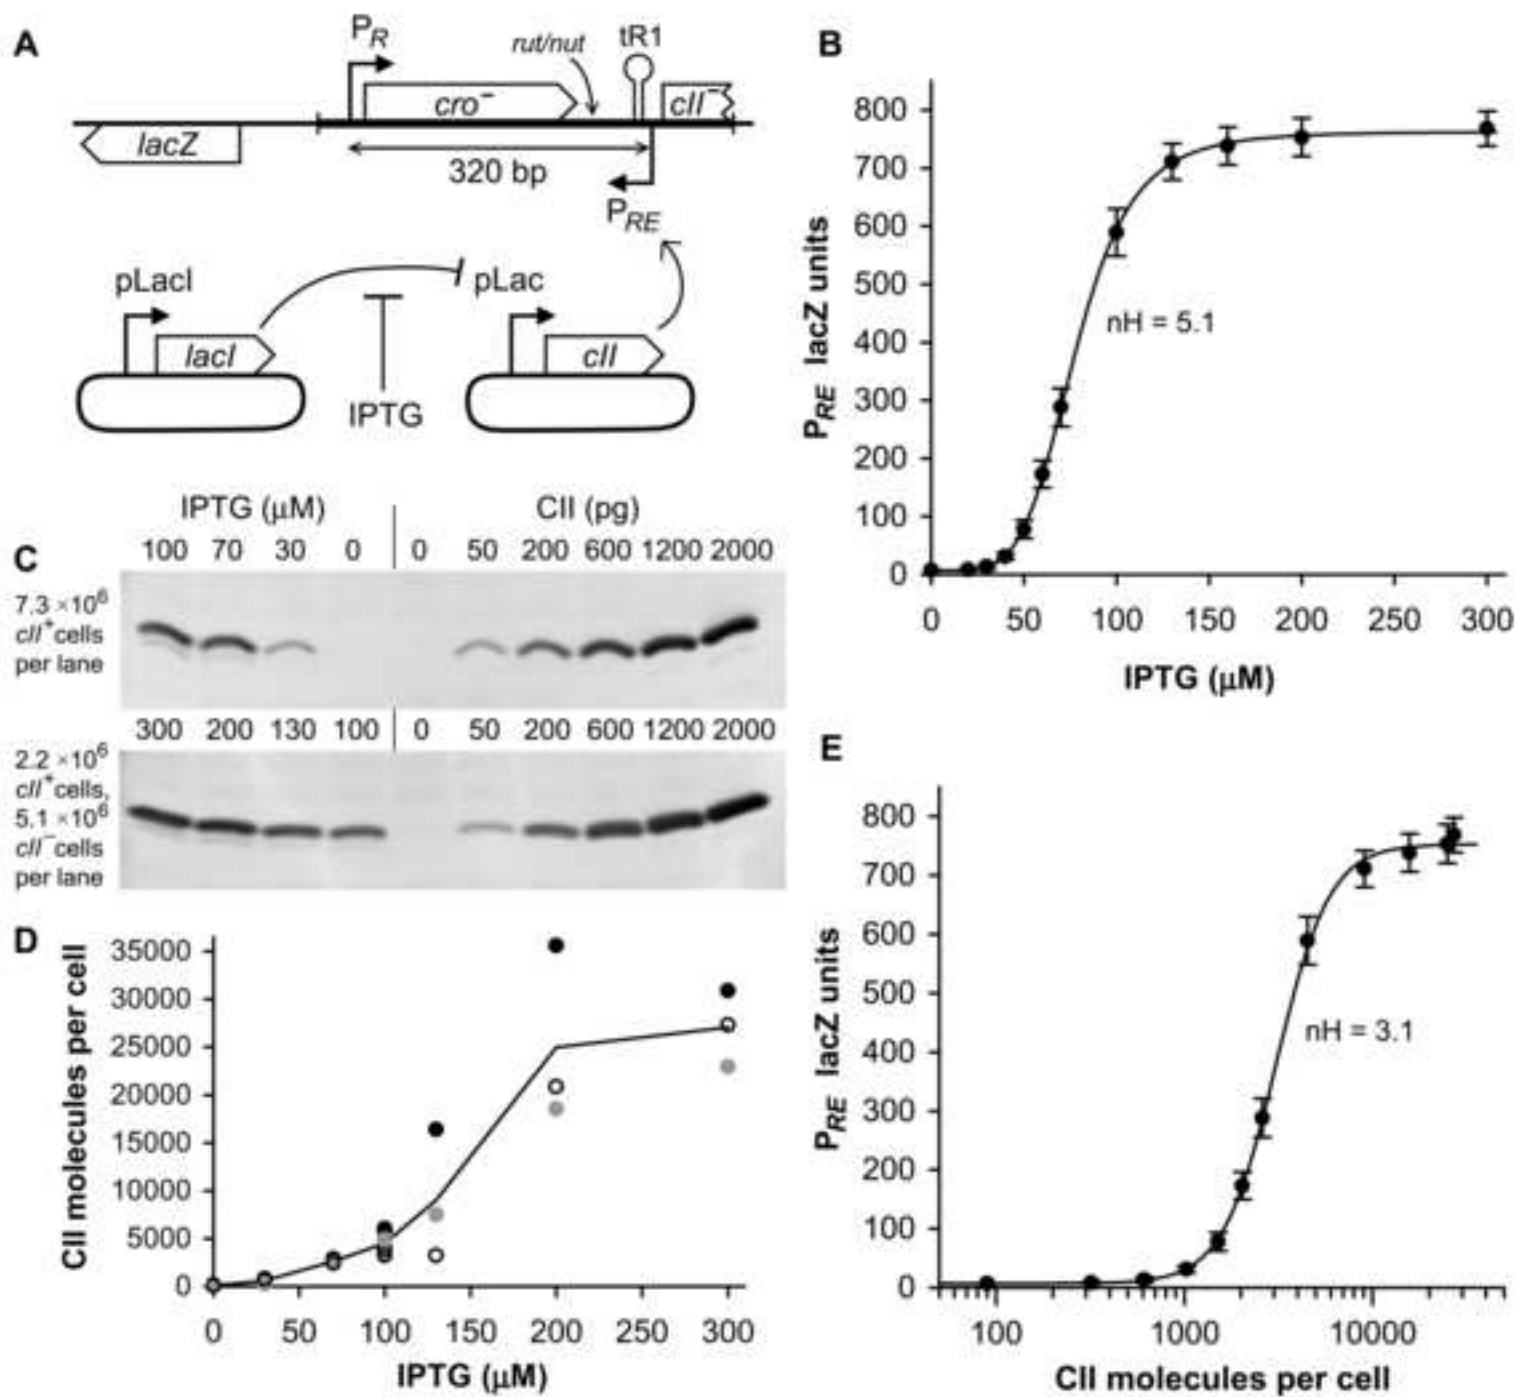 A
P_R
rut/nut
tR1
cro⁻
cII⁻
lacZ
320 bp
P_RE
pLacI
pLac
lacI
cII
IPTG
B
P_RE lacZ units
800
700
600
500
400
300
200
100
0
nH = 5.1
0 50 100 150 200 250 300
IPTG (µM)
C
IPTG (µM) CII (pg)
100 70 30 0 0 50 200 600 1200 2000
7.3 ×10⁶
cII⁺cells
per lane
300 200 130 100 0 50 200 600 1200 2000
2.2 ×10⁶
cII⁺cells,
5.1 ×10⁶
cII⁻cells
per lane
D
CII molecules per cell
35000
30000
25000
20000
15000
10000
5000
0
0 50 100 150 200 250 300
IPTG (µM)
E
P_RE lacZ units
800
700
600
500
400
300
200
100
0
nH = 3.1
100 1000 10000
CII molecules per cell